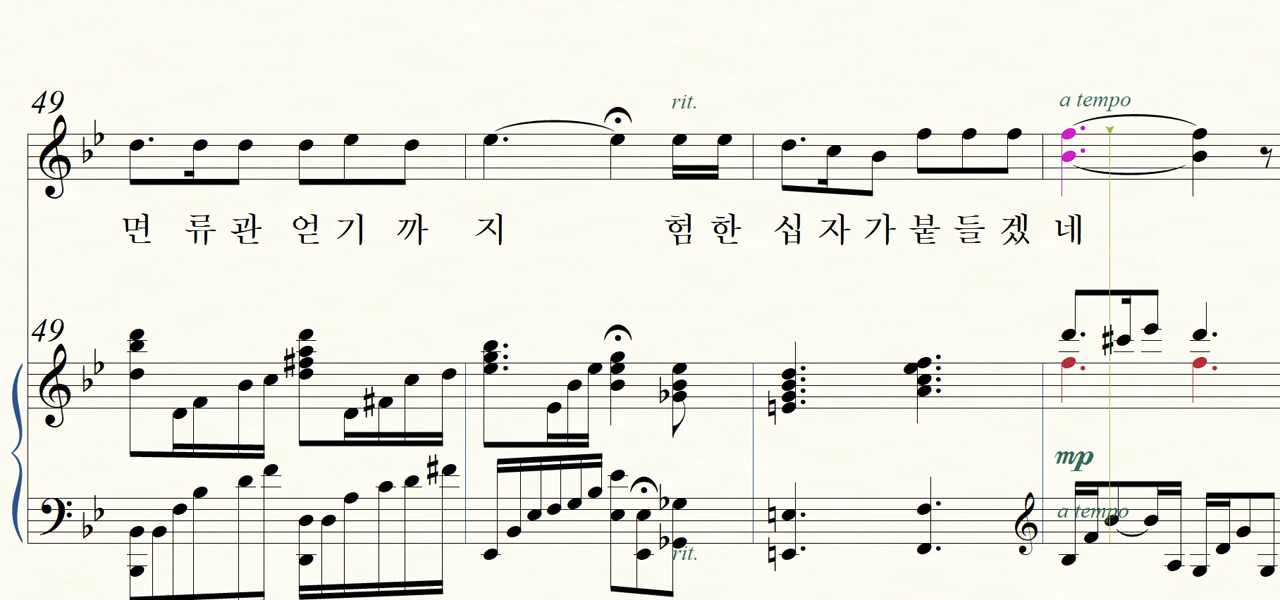 49
rit.
a tempo
면 류 관 얻 기 까 지 험 한 십 자 가 붙 들 겠 네
49
mp
a tempo
rit.